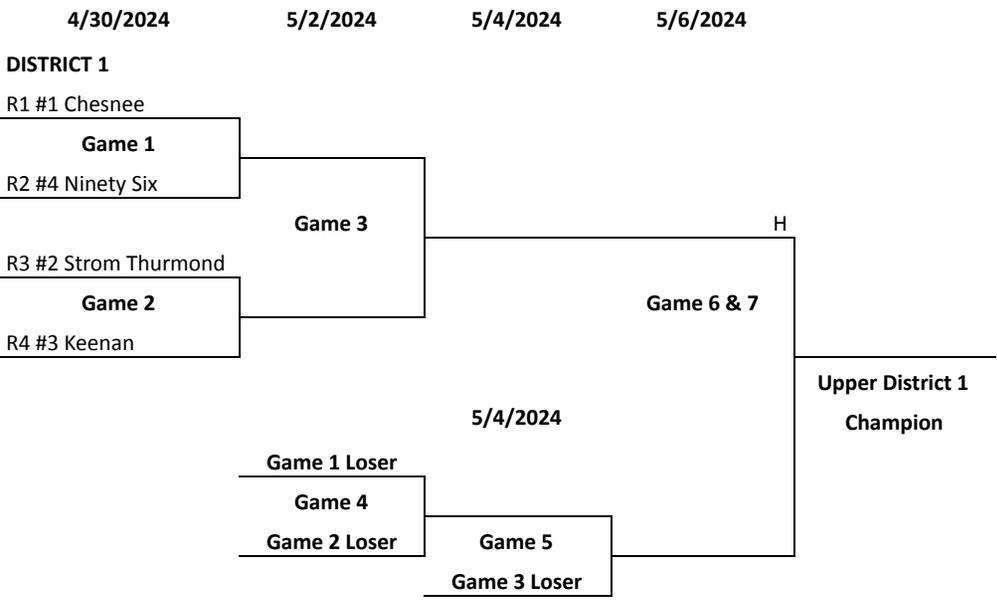 4/30/2024 5/2/2024 5/4/2024 5/6/2024
DISTRICT 1
R1 #1 Chesnee
Game 1
R2 #4 Ninety Six
Game 3
H
R3 #2 Strom Thurmond
Game 2
Game 6 & 7
R4 #3 Keenan
Upper District 1
Champion
5/4/2024
Game 1 Loser
Game 4
Game 2 Loser
Game 5
Game 3 Loser